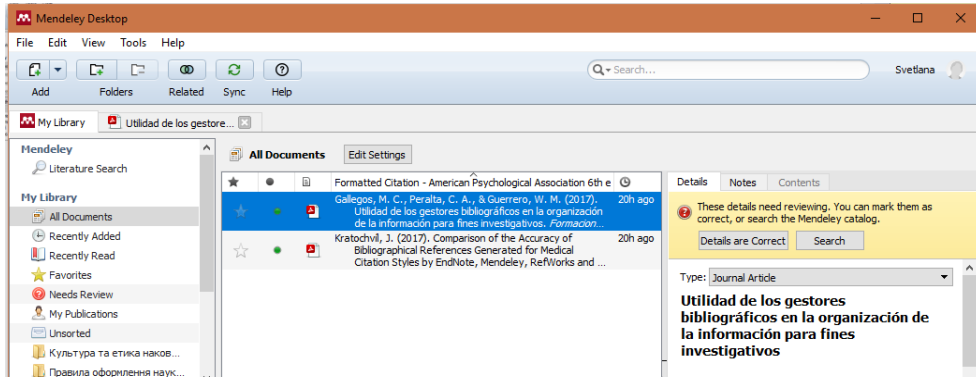 Mendeley Desktop
File Edit View Tools Help
Search...
Svetlana
Add Folders Related Sync Help
My Library Utilidad de los gestore...
Mendeley
Literature Search
My Library
All Documents
Recently Added
Recently Read
Favorites
Needs Review
My Publications
Unsorted
Культура та етика наков...
Правила оформлення наук...
All Documents Edit Settings
Formatted Citation - American Psychological Association 6th e
Gallegos, M. C., Peralta, C. A., & Guerrero, W. M. (2017). 20h ago
Utilidad de los gestores bibliográficos en la organización
de la información para fines investigativos. Formación...
Kratochvíl, J. (2017). Comparison of the Accuracy of 20h ago
Bibliographical References Generated for Medical
Citation Styles by EndNote, Mendeley, RefWorks and ...
Details Notes Contents
These details need reviewing. You can mark them as
correct, or search the Mendeley catalog.
Details are Correct Search
Type: Journal Article
Utilidad de los gestores
bibliográficos en la organización de
la información para fines
investigativos